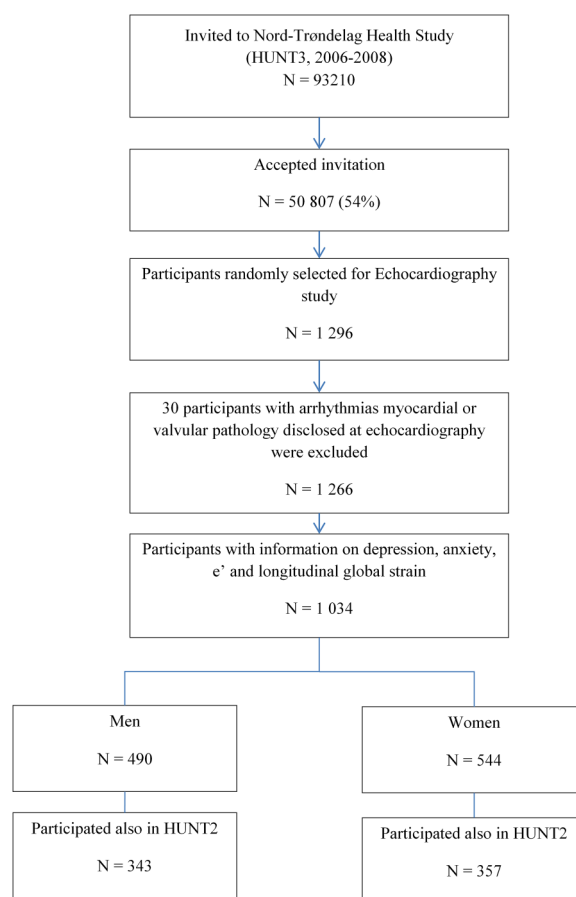 Invited to Nord-Trøndelag Health Study
(HUNT3, 2006-2008)
N = 93210
Accepted invitation
N = 50 807 (54%)
Participants randomly selected for Echocardiography
study
N = 1 296
30 participants with arrhythmias myocardial or
valvular pathology disclosed at echocardiography
were excluded
N = 1 266
Participants with information on depression, anxiety,
e’ and longitudinal global strain
N = 1 034
Men
N = 490
Women
N = 544
Participated also in HUNT2
N = 343
Participated also in HUNT2
N = 357